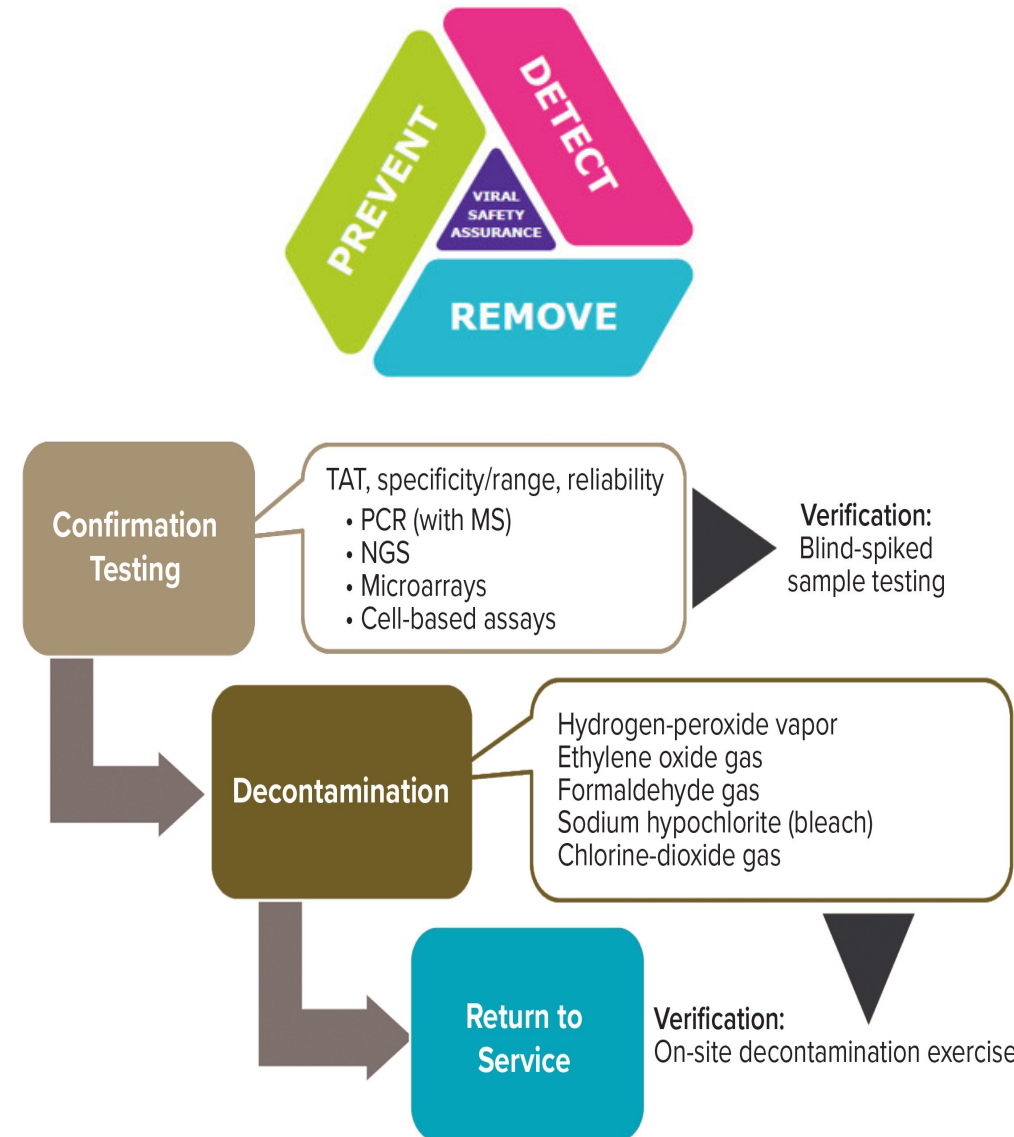 PREVENT
DETECT
VIRAL
SAFETY
ASSURANCE
REMOVE
Confirmation
Testing
TAT, specificity/range, reliability
• PCR (with MS)
• NGS
• Microarrays
• Cell-based assays
Verification:
Blind-spiked
sample testing
Decontamination
Hydrogen-peroxide vapor
Ethylene oxide gas
Formaldehyde gas
Sodium hypochlorite (bleach)
Chlorine-dioxide gas
Return to
Service
Verification:
On-site decontamination exercise